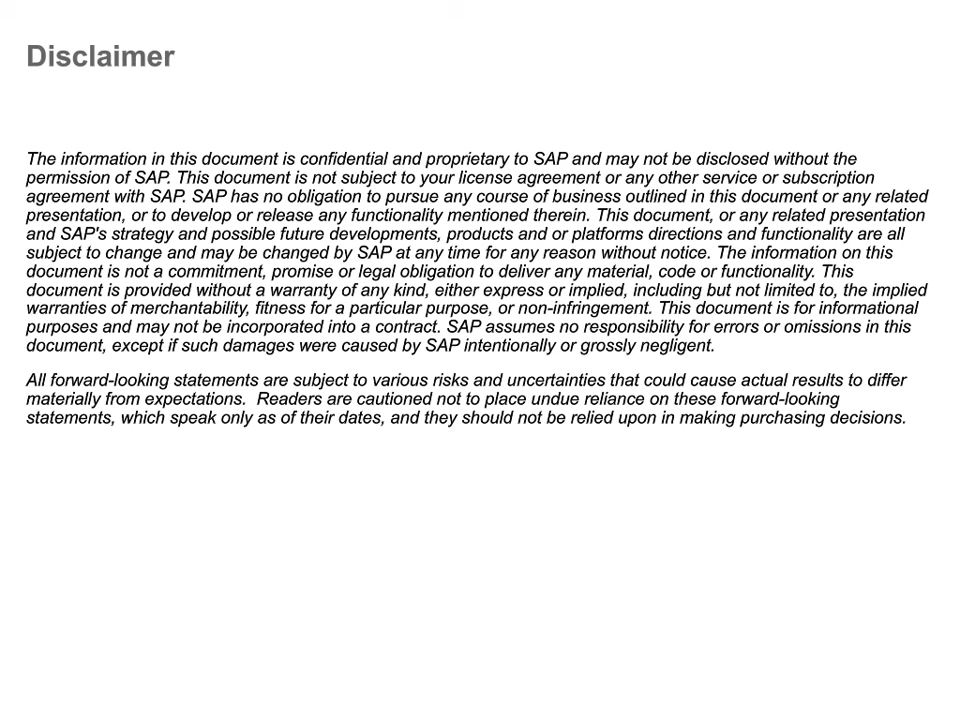 Disclaimer
The information in this document is confidential and proprietary to SAP and may not be disclosed without the
permission of SAP. This document is not subject to your license agreement or any other service or subscription
agreement with SAP. SAP has no obligation to pursue any course of business outlined in this document or any related
presentation, or to develop or release any functionality mentioned therein. This document, or any related presentation
and SAP's strategy and possible future developments, products and or platforms directions and functionality are all
subject to change and may be changed by SAP at any time for any reason without notice. The information on this
document is not a commitment, promise or legal obligation to deliver any material, code or functionality. This
document is provided without a warranty of any kind, either express or implied, including but not limited to, the implied
warranties of merchantability, fitness for a particular purpose, or non-infringement. This document is for informational
purposes and may not be incorporated into a contract. SAP assumes no responsibility for errors or omissions in this
document, except if such damages were caused by SAP intentionally or grossly negligent.
All forward-looking statements are subject to various risks and uncertainties that could cause actual results to differ
materially from expectations.  Readers are cautioned not to place undue reliance on these forward-looking
statements, which speak only as of their dates, and they should not be relied upon in making purchasing decisions.